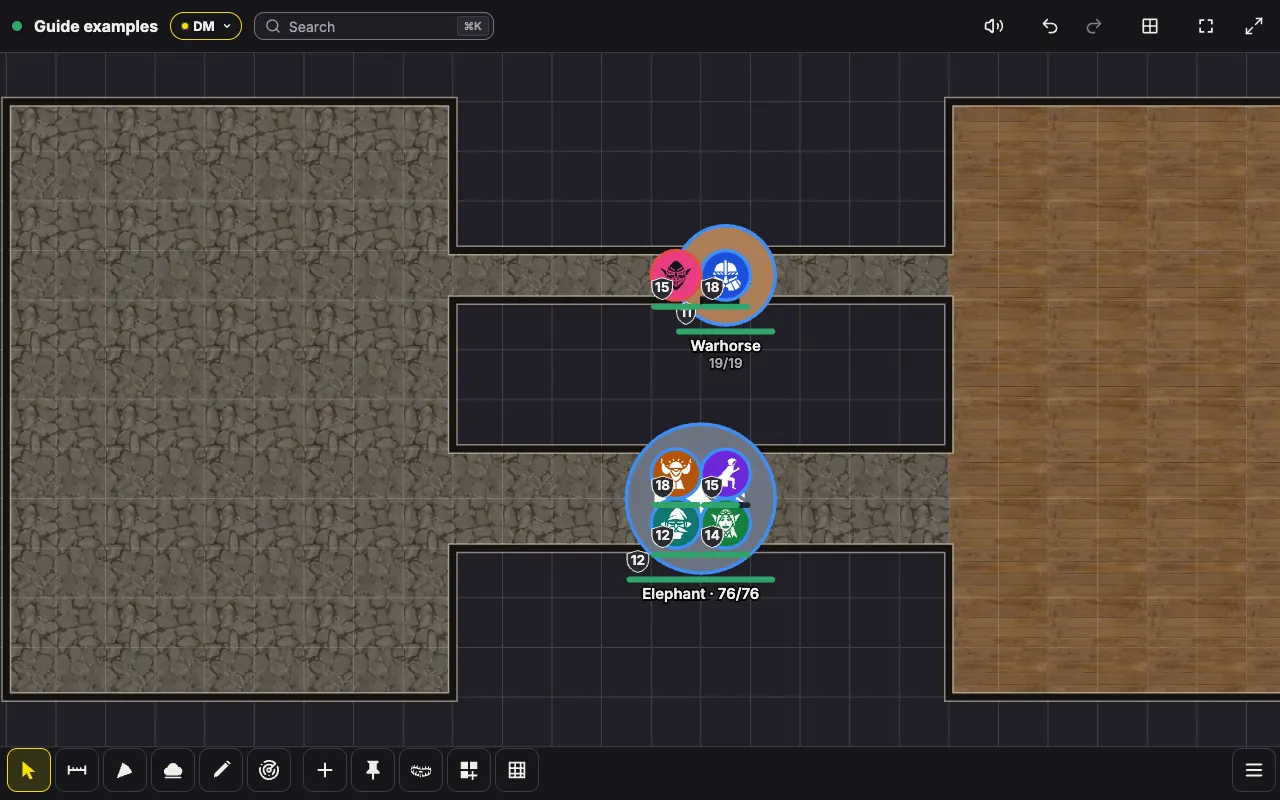 Guide examples
DM
Search
⌘K
15
18
11
Warhorse
19/19
18
15
12
14
12
Elephant · 76/76